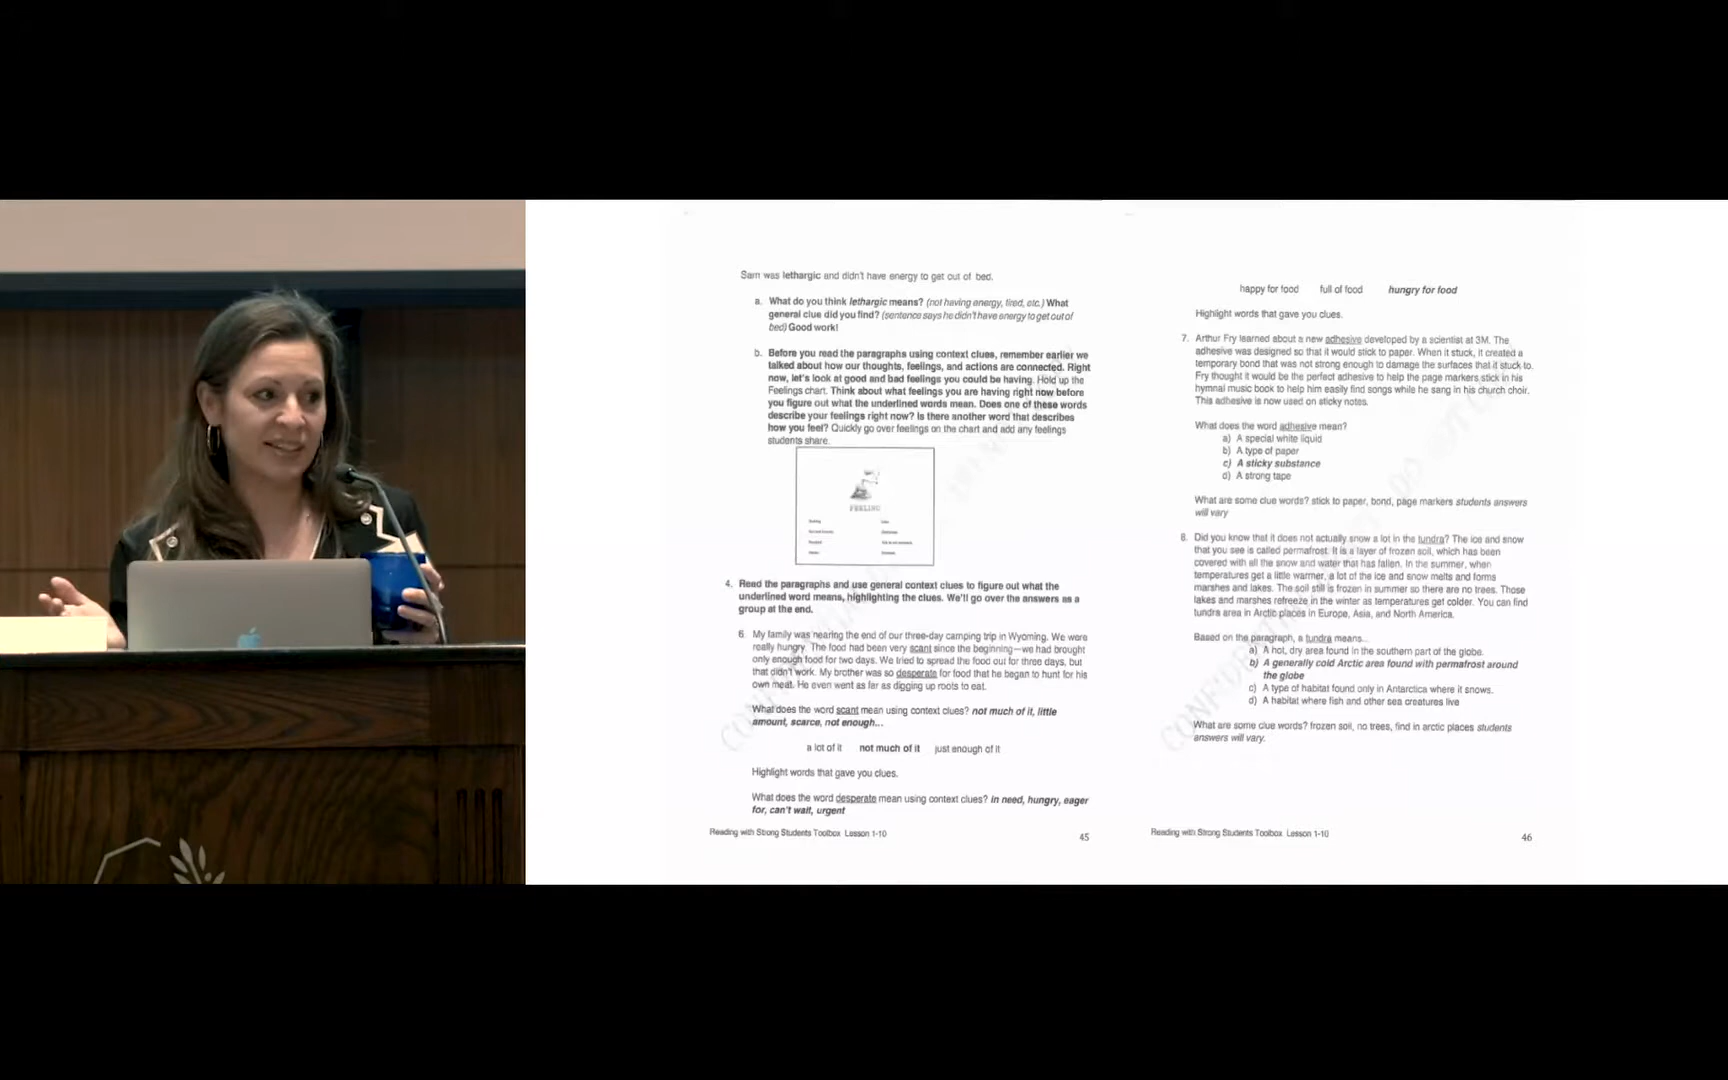 Sam was lethargic and didn't have energy to get out of bed.
a. What do you think lethargic means? (not having energy, tired, etc.) What
general clue did you find? (sentence says he didn't have energy to get out of
bed) Good work!
b. Before you read the paragraphs using context clues, remember earlier we
talked about how our thoughts, feelings, and actions are connected. Right
now, let's look at good and bad feelings you could be having. Hold up the
Feelings chart. Think about what feelings you are having right now before
you figure out what the underlined words mean. Does one of these words
describe your feelings right now? Is there another word that describes
how you feel? Quickly go over feelings on the chart and add any feelings
students share.
FEELING
4. Read the paragraphs and use general context clues to figure out what the
underlined word means, highlighting the clues. We'll go over the answers as a
group at the end.
6. My family was nearing the end of our three-day camping trip in Wyoming. We were
really hungry. The food had been very scant since the beginning—we had brought
only enough food for two days. We tried to spread the food out for three days, but
that didn't work. My brother was so desperate for food that he began to hunt for his
own meat. He even went as far as digging up roots to eat.
What does the word scant mean using context clues? not much of it, little
amount, scarce, not enough...
a lot of it not much of it just enough of it
Highlight words that gave you clues.
What does the word desperate mean using context clues? in need, hungry, eager
for, can't wait, urgent
Reading with Strong Students Toolbox Lesson 1-10 45
happy for food full of food hungry for food
Highlight words that gave you clues.
7. Arthur Fry learned about a new adhesive developed by a scientist at 3M. The
adhesive was designed so that it would stick to paper. When it stuck, it created a
temporary bond that was not strong enough to damage the surfaces that it stuck to.
Fry thought it would be the perfect adhesive to help the page markers stick in his
hymnal music book to help him easily find songs while he sang in his church choir.
This adhesive is now used on sticky notes.
What does the word adhesive mean?
a) A special white liquid
b) A type of paper
c) A sticky substance
d) A strong tape
What are some clue words? stick to paper, bond, page markers students answers
will vary
8. Did you know that it does not actually snow a lot in the tundra? The ice and snow
that you see is called permafrost. It is a layer of frozen soil, which has been
covered with all the snow and water that has fallen. In the summer, when
temperatures get a little warmer, a lot of the ice and snow melts and forms
marshes and lakes. The soil still is frozen in summer so there are no trees. Those
lakes and marshes refreeze in the winter as temperatures get colder. You can find
tundra area in Arctic places in Europe, Asia, and North America.
Based on the paragraph, a tundra means...
a) A hot, dry area found in the southern part of the globe.
b) A generally cold Arctic area found with permafrost around
the globe
c) A type of habitat found only in Antarctica where it snows.
d) A habitat where fish and other sea creatures live
What are some clue words? frozen soil, no trees, find in arctic places students
answers will vary.
Reading with Strong Students Toolbox Lesson 1-10 46